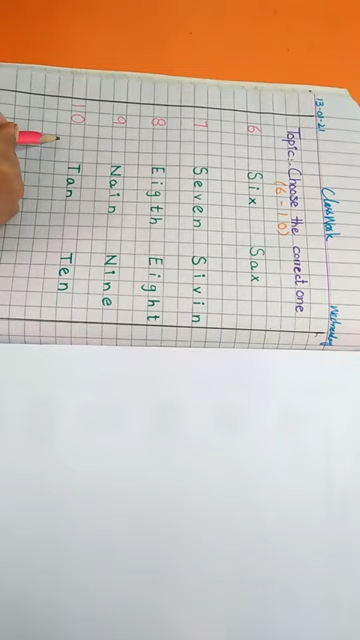 13-01-21 ClassWork Wednesday
Topic: Choose the correct one
(6-10)
6 Six Sax
7 Seven Sivin
8 Eigth Eight
9 Nain Nine
10 Tan Ten